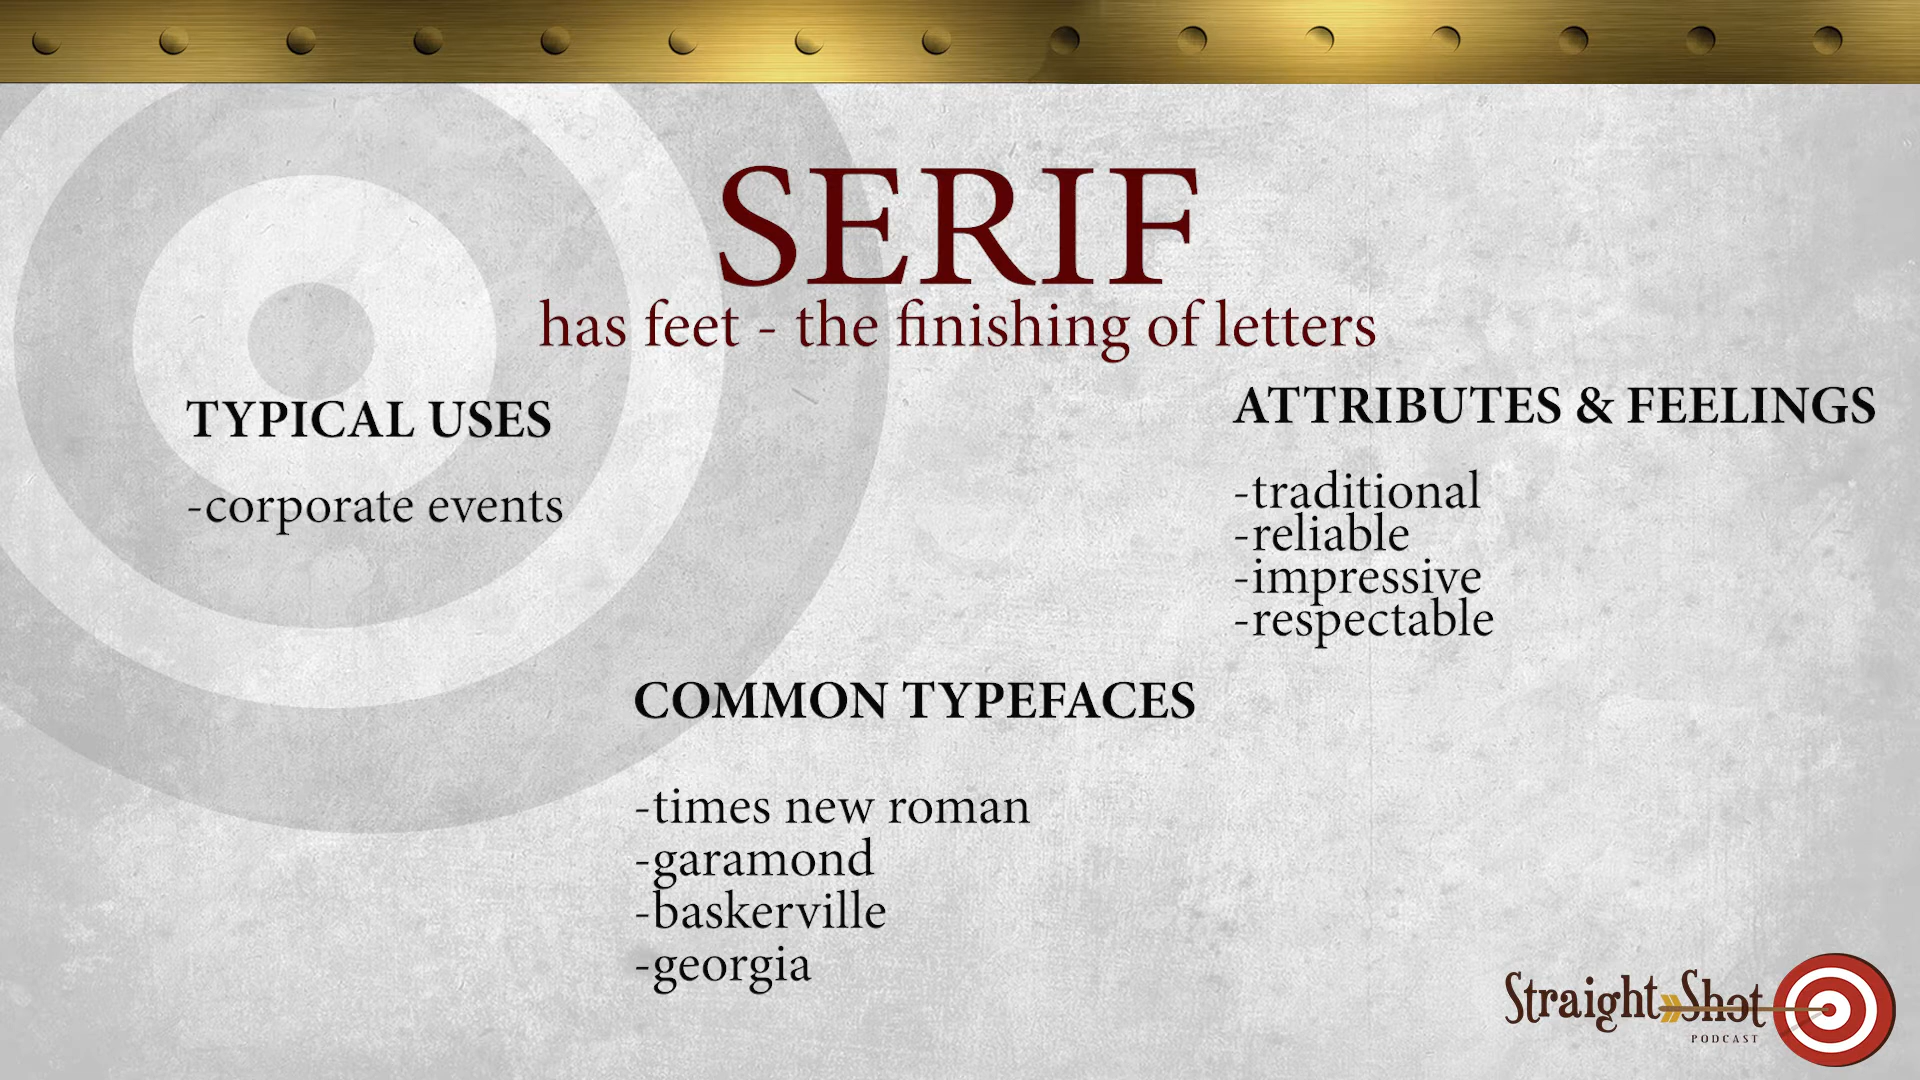 SERIF
has feet - the finishing of letters
TYPICAL USES
-corporate events
ATTRIBUTES & FEELINGS
-traditional
-reliable
-impressive
-respectable
COMMON TYPEFACES
-times new roman
-garamond
-baskerville
-georgia
Straight Shot
PODCAST